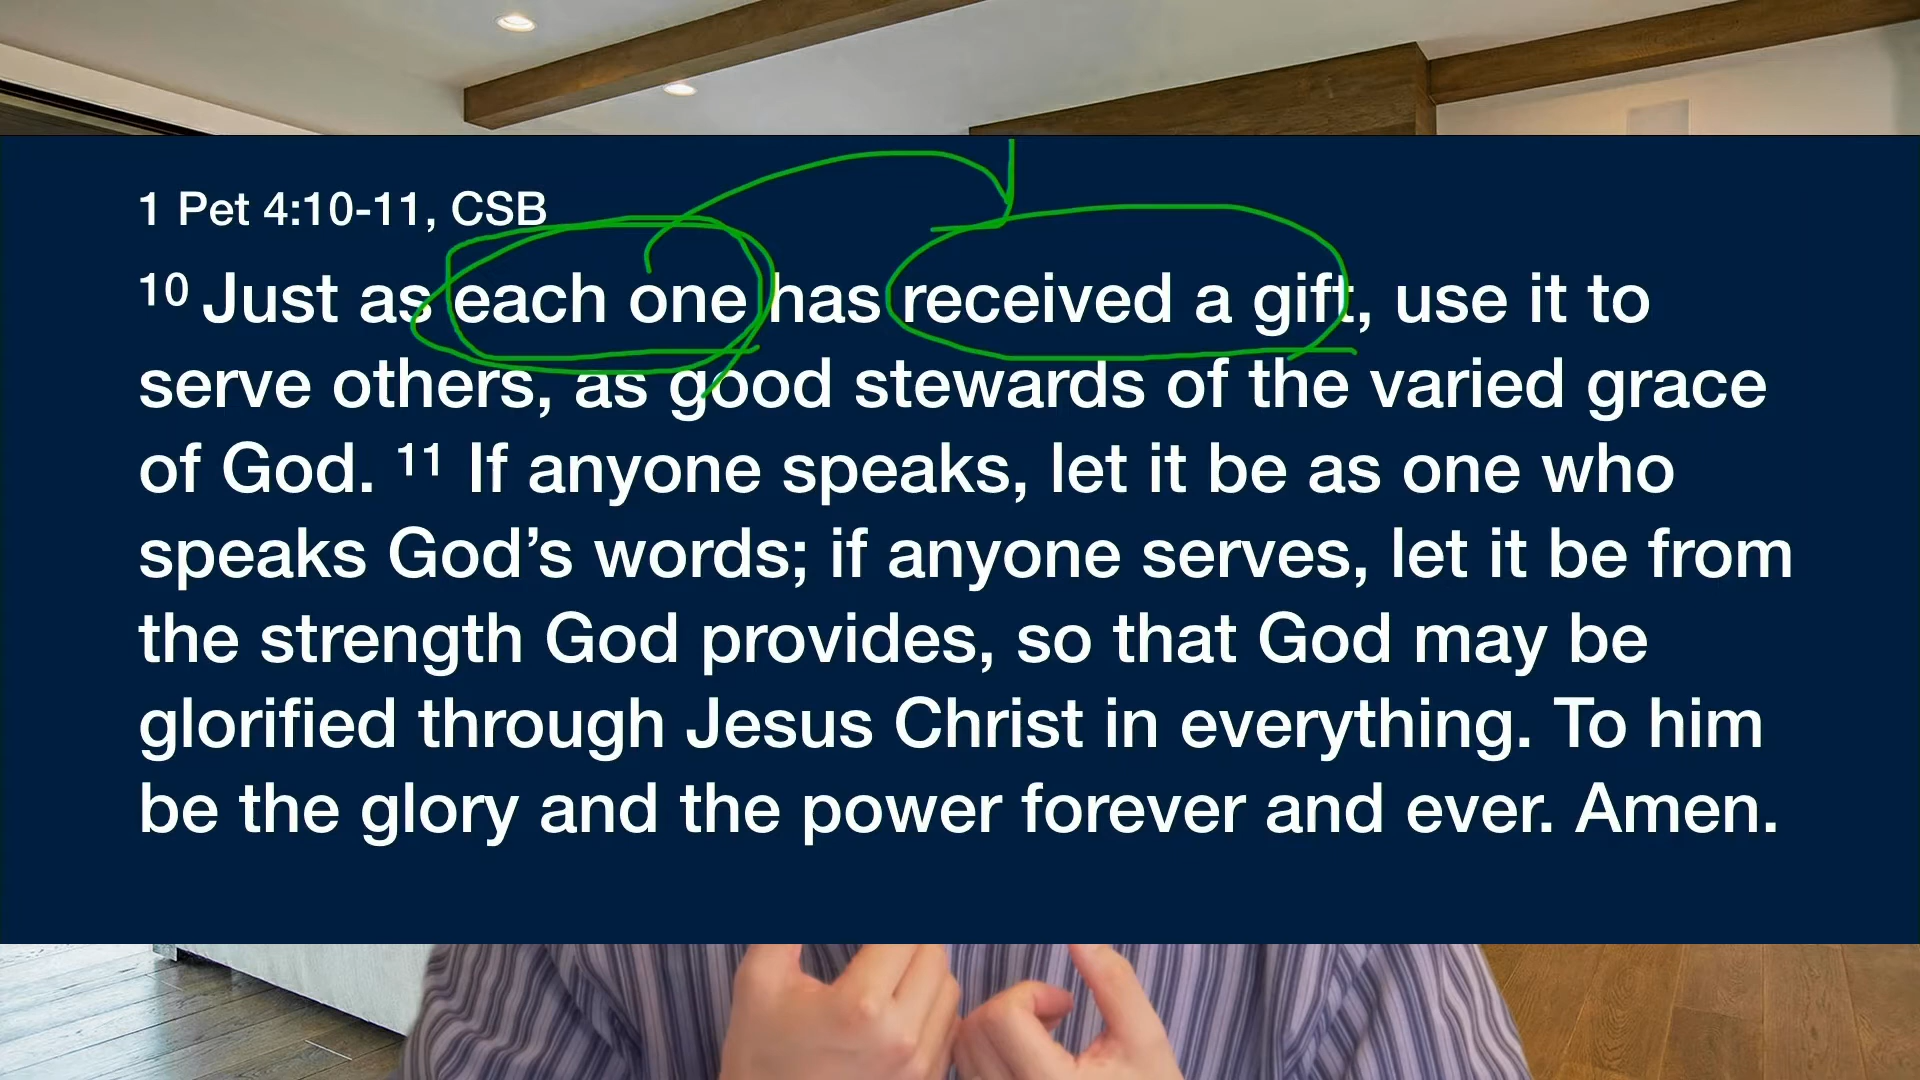 1 Pet 4:10-11, CSB
10 Just as each one has received a gift, use it to
serve others, as good stewards of the varied grace
of God. 11 If anyone speaks, let it be as one who
speaks God’s words; if anyone serves, let it be from
the strength God provides, so that God may be
glorified through Jesus Christ in everything. To him
be the glory and the power forever and ever. Amen.